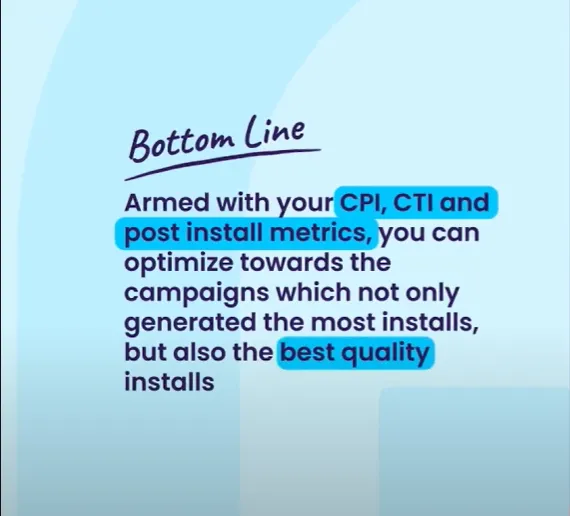 Bottom Line
Armed with your CPI, CTI and
post install metrics, you can
optimize towards the
campaigns which not only
generated the most installs,
but also the best quality
installs